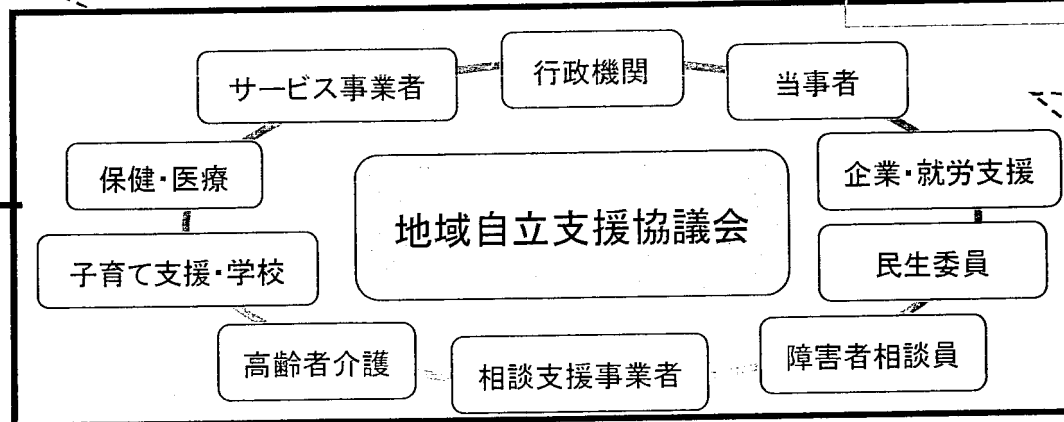 行政機関
サービス事業者
当事者
保健・医療
企業・就労支援
地域自立支援協議会
子育て支援・学校
民生委員
高齢者介護
相談支援事業者
障害者相談員